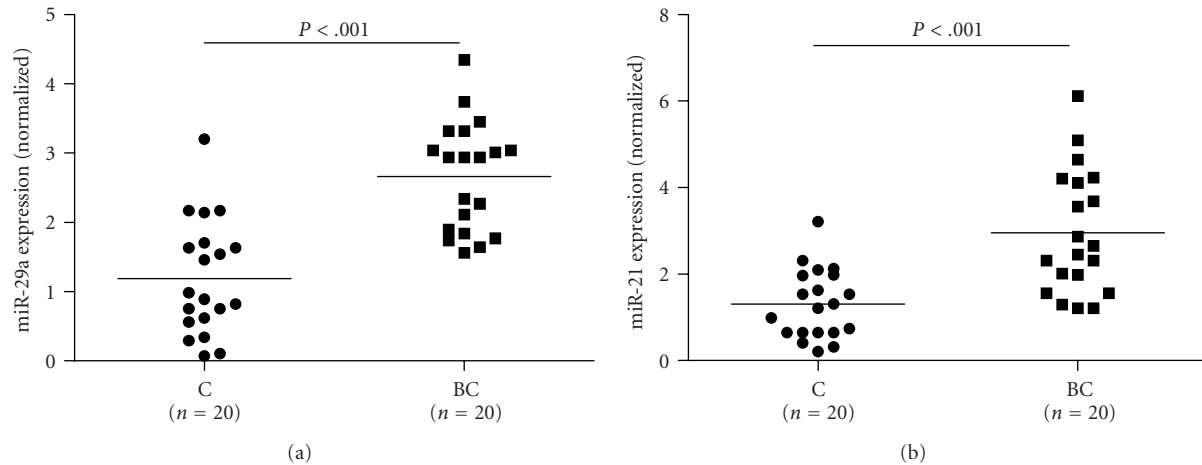 5
4
3
2
1
0
miR-29a expression (normalized)
P < .001
C
(n = 20)
BC
(n = 20)
(a)
8
6
4
2
0
miR-21 expression (normalized)
P < .001
C
(n = 20)
BC
(n = 20)
(b)